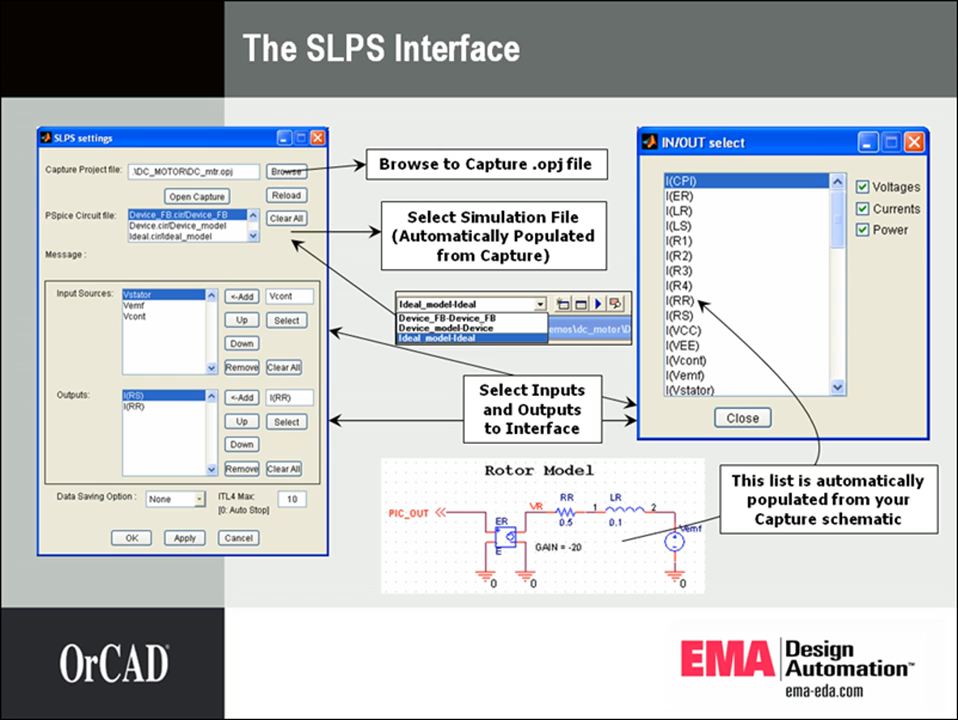 The SLPS Interface
SLPS settings
Capture Project file:
.\DC_MOTOR\DC_mtr.opj
Browse
Open Capture
Reload
PSpice Circuit file:
Device_FB.cir/Device_FB
Device.cir/Device_model
Ideal.cir/Ideal_model
Clear All
Message :
Input Sources:
Vstator
Vemf
Vcont
<-Add
Vcont
Up
Select
Down
Remove
Clear All
Outputs:
I(RS)
I(RR)
<-Add
I(RR)
Up
Select
Down
Remove
Clear All
Data Saving Option :
None
ITL4 Max:
[0: Auto Stop]
10
OK
Apply
Cancel
Browse to Capture .opj file
Select Simulation File
(Automatically Populated
from Capture)
Ideal_model-Ideal
Device_FB-Device_FB
Device_model-Device
Ideal_model-Ideal
emos\dc_motor\D
Select Inputs
and Outputs
to Interface
IN/OUT select
I(CPI)
I(ER)
I(LR)
I(LS)
I(R1)
I(R2)
I(R3)
I(R4)
I(RR)
I(RS)
I(VCC)
I(VEE)
I(Vcont)
I(Vemf)
I(Vstator)
Voltages
Currents
Power
Close
This list is automatically
populated from your
Capture schematic
Rotor Model
PIC_OUT
ER
E
GAIN = -20
VR
RR
0.5
1
LR
0.1
2
Vemf
0
0
0
OrCAD®
EMA Design
Automation™
ema-eda.com